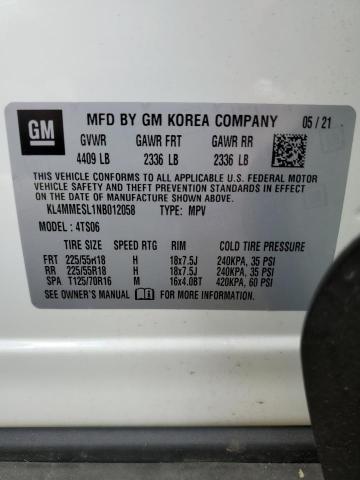 GM
MFD BY GM KOREA COMPANY 05/21
GVWR GAWR FRT GAWR RR
4409 LB 2336 LB 2336 LB
THIS VEHICLE CONFORMS TO ALL APPLICABLE U.S. FEDERAL MOTOR
VEHICLE SAFETY AND THEFT PREVENTION STANDARDS IN EFFECT
ON THE DATE OF MANUFACTURE SHOWN ABOVE.
KL4MMESL1NB012058 TYPE: MPV
MODEL: 4TS06
TIRE SIZE SPEED RTG RIM COLD TIRE PRESSURE
FRT 225/55R18 H 18x7.5J 240KPA, 35 PSI
RR 225/55R18 H 18x7.5J 240KPA, 35 PSI
SPA T125/70R16 M 16x4.0BT 420KPA, 60 PSI
SEE OWNER'S MANUAL FOR ADDITIONAL INFORMATION.